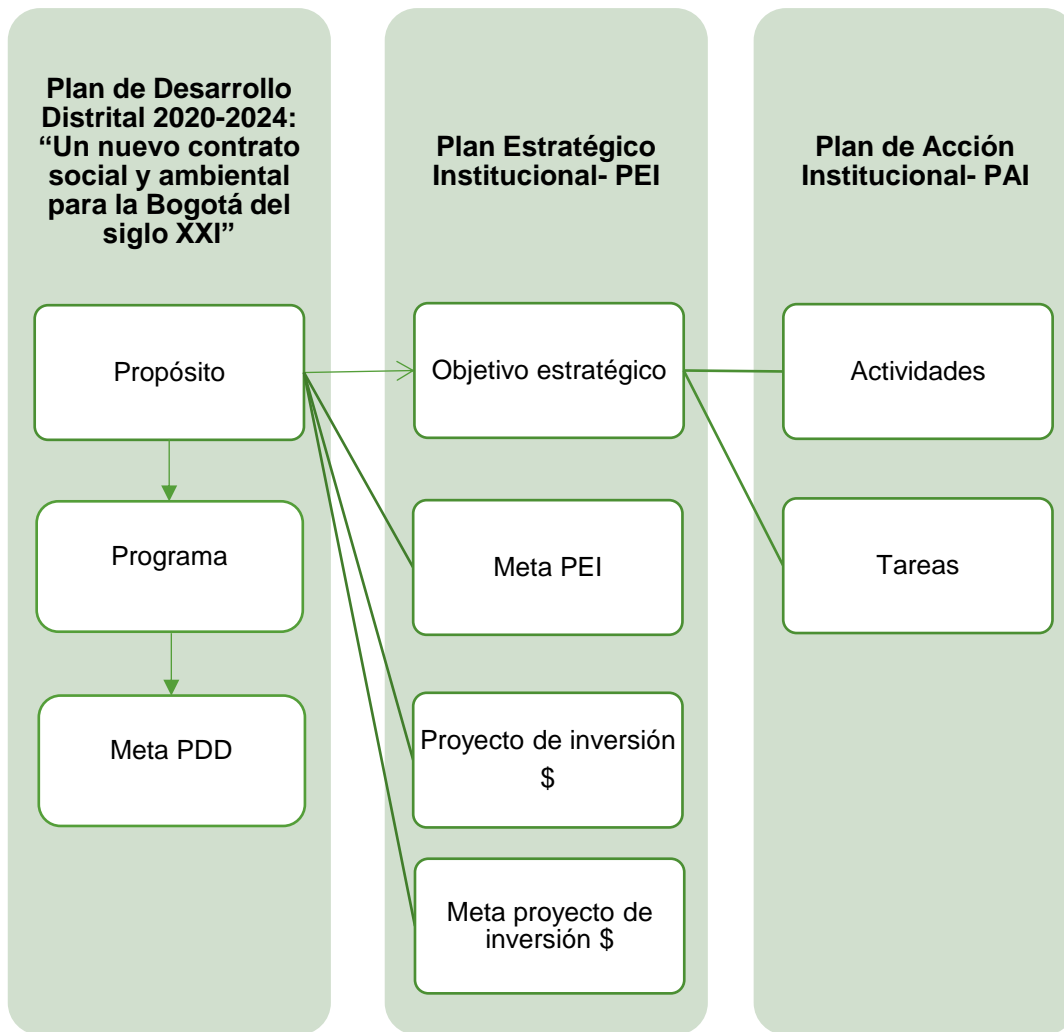 Plan de Desarrollo
Distrital 2020-2024:
“Un nuevo contrato
social y ambiental
para la Bogotá del
siglo XXI”
Propósito
Programa
Meta PDD
Plan Estratégico
Institucional- PEI
Objetivo estratégico
Meta PEI
Proyecto de inversión
$
Meta proyecto de
inversión $
Plan de Acción
Institucional- PAI
Actividades
Tareas